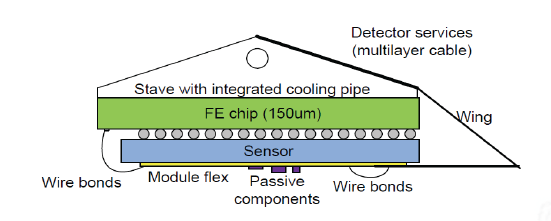 Detector services
(multilayer cable)
Stave with integrated cooling pipe
FE chip (150um)
Wing
Sensor
Wire bonds
Module flex
Passive
components
Wire bonds